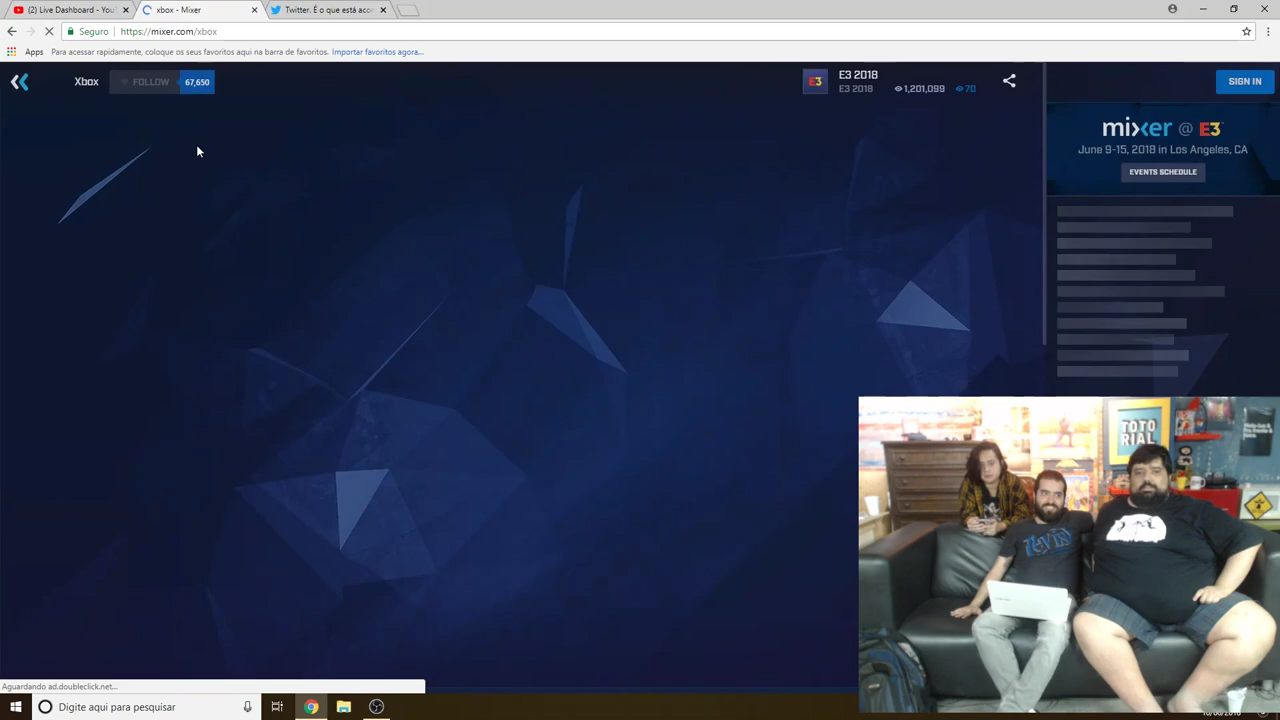 (2) Live Dashboard - You
xbox - Mixer
Twitter. É o que está aco
Seguro
https://mixer.com/xbox
Apps
Para acessar rapidamente, coloque os seus favoritos aqui na barra de favoritos. Importar favoritos agora...
Xbox
FOLLOW
67,650
E3
E3 2018
E3 2018
1,201,099
70
SIGN IN
mixer @ E3
June 9-15, 2018 in Los Angeles, CA
EVENTS SCHEDULE
TOTO
RIAL
Aguardando ad.doubleclick.net...
Digite aqui para pesquisar